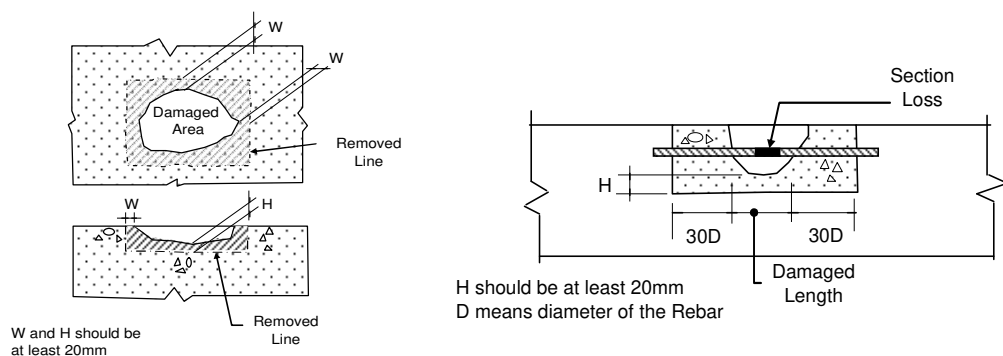 W
W
Damaged
Area
Removed
Line
W
H
Removed
Line
W and H should be
at least 20mm
Section
Loss
H
30D
30D
Damaged
Length
H should be at least 20mm
D means diameter of the Rebar